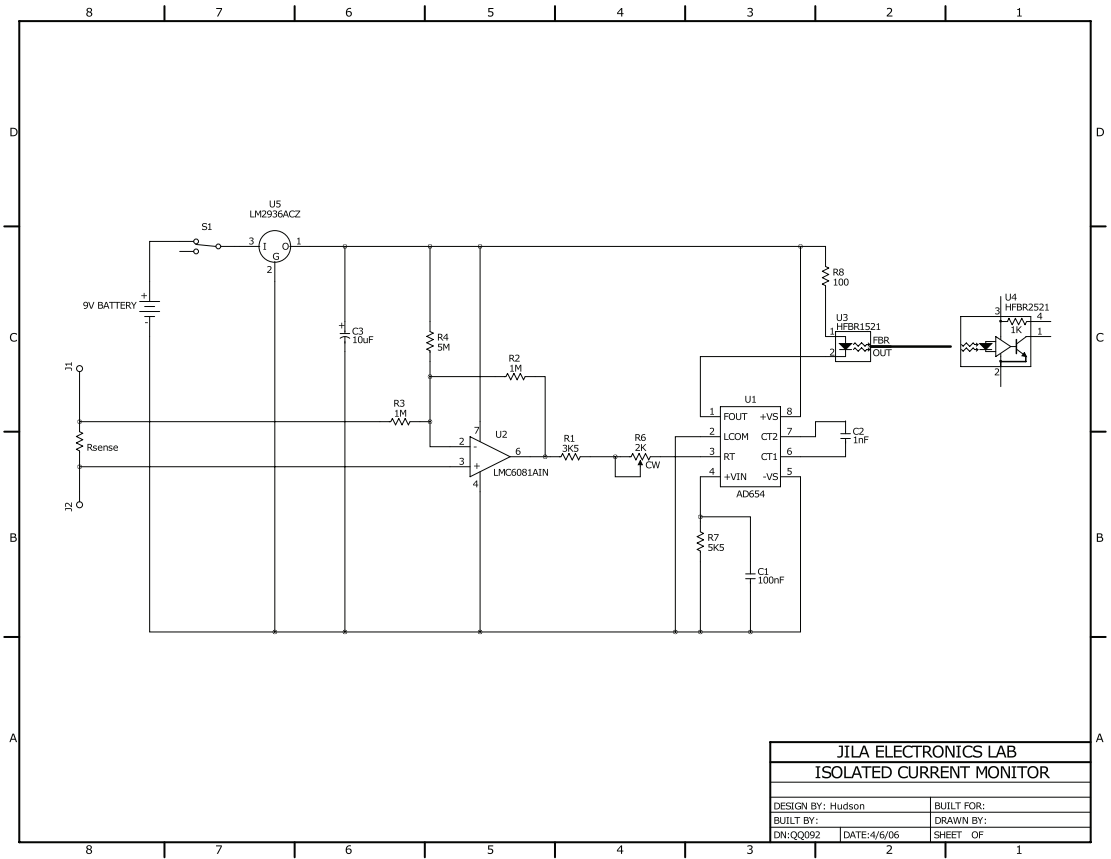 8 7 6 5 4 3 2 1
D D
U5
LM2936ACZ
S1
3 I O 1
G
2
R8
100
9V BATTERY
+
-
+
C3
10uF
U3
HFBR1521
1
2
FBR
OUT
U4
HFBR2521
3
4
1K
1
2
C C
R4
5M
R2
1M
J1
R3
1M
U1
1 FOUT +VS 8
2 LCOM CT2 7
3 RT CT1 6
4 +VIN -VS 5
AD654
C2
1nF
Rsense
7
U2
2 -
3 +
6
4
LMC6081AIN
R1
3K5
R6
2K
CW
J2
B B
R7
5K5
C1
100nF
A A
JILA ELECTRONICS LAB
ISOLATED CURRENT MONITOR
DESIGN BY: Hudson BUILT FOR:
BUILT BY: DRAWN BY:
DN:QQ092 DATE:4/6/06 SHEET OF
8 7 6 5 4 3 2 1